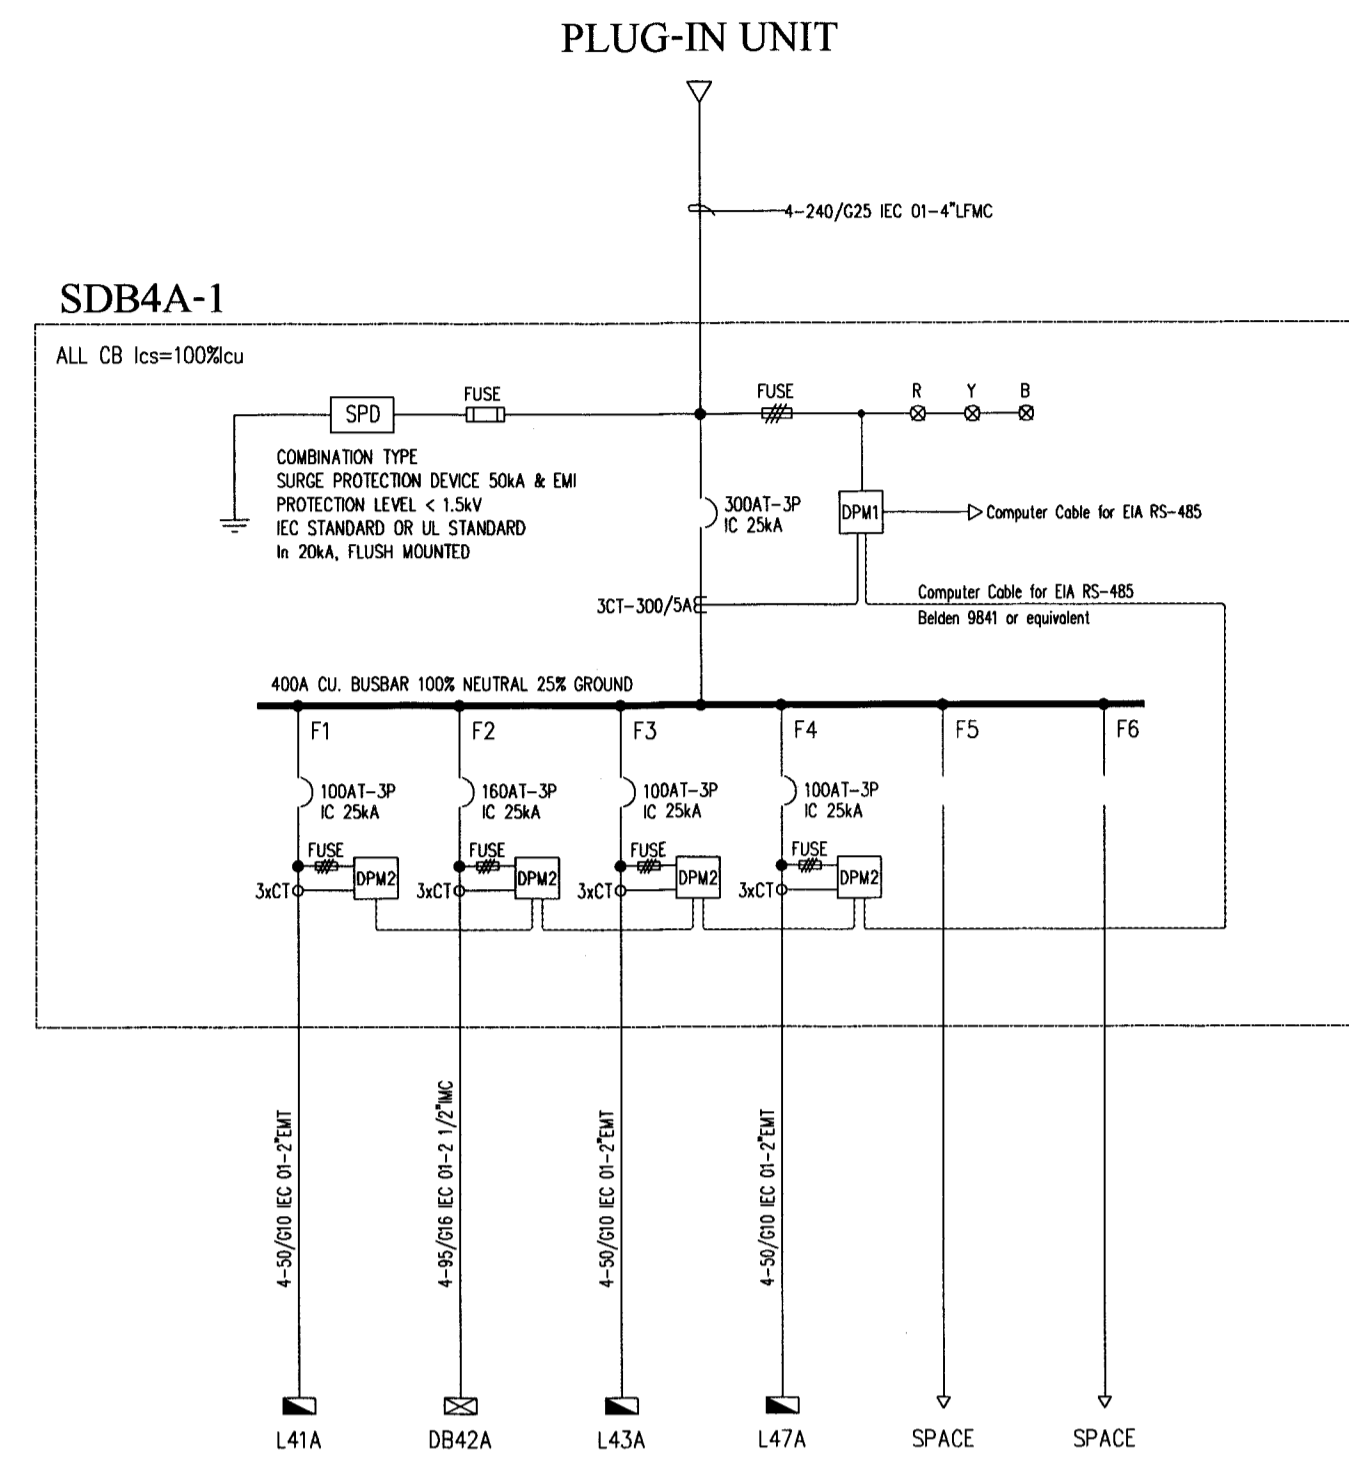 PLUG-IN UNIT
4-240/G25 IEC 01-4"LFMC
SDB4A-1
ALL CB Ics=100%Icu
FUSE
SPD
FUSE
R
Y
B
COMBINATION TYPE
SURGE PROTECTION DEVICE 50kA & EMI
PROTECTION LEVEL < 1.5kV
IEC STANDARD OR UL STANDARD
In 20kA, FLUSH MOUNTED
300AT-3P
IC 25kA
DPM1
Computer Cable for EIA RS-485
3CT-300/5A
Computer Cable for EIA RS-485
Belden 9841 or equivalent
400A CU. BUSBAR 100% NEUTRAL 25% GROUND
F1
F2
F3
F4
F5
F6
100AT-3P
IC 25kA
160AT-3P
IC 25kA
100AT-3P
IC 25kA
100AT-3P
IC 25kA
FUSE
DPM2
3xCT
FUSE
DPM2
3xCT
FUSE
DPM2
3xCT
FUSE
DPM2
3xCT
4-50/G10 IEC 01-2"EMT
4-95/G16 IEC 01-2 1/2"IMC
4-50/G10 IEC 01-2"EMT
4-50/G10 IEC 01-2"EMT
L41A
DB42A
L43A
L47A
SPACE
SPACE